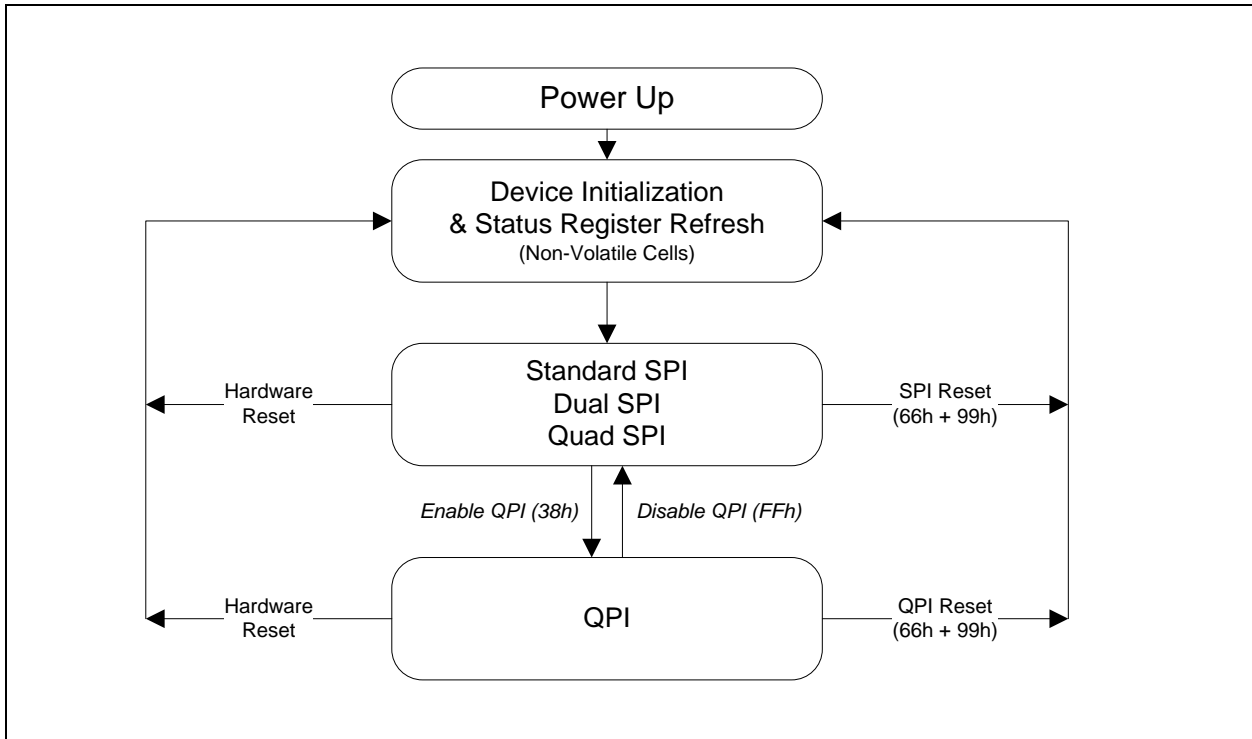 Power Up
Device Initialization
& Status Register Refresh
(Non-Volatile Cells)
Standard SPI
Dual SPI
Quad SPI
Hardware
Reset
SPI Reset
(66h + 99h)
Enable QPI (38h)
Disable QPI (FFh)
Hardware
Reset
QPI
QPI Reset
(66h + 99h)